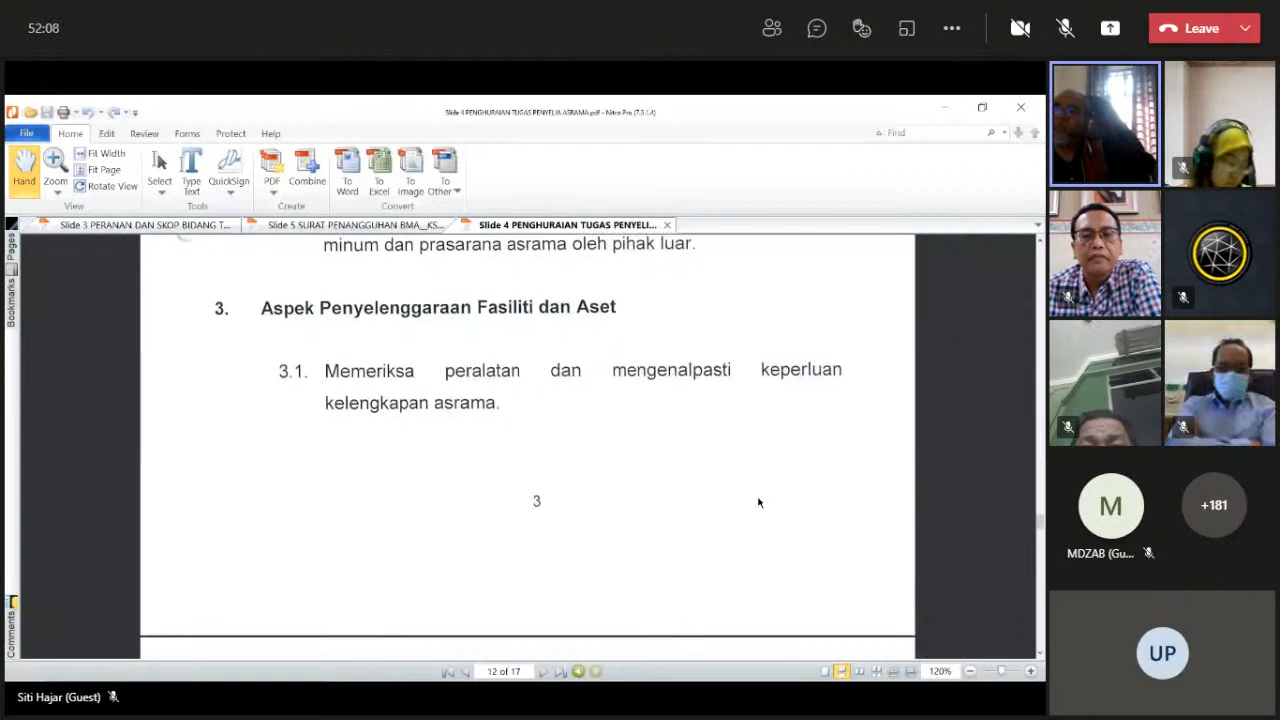 52:08
Leave
Slide 4 PENGHURAIAN TUGAS PENYELIA ASRAMA.pdf - Nitro Pro (7.3.1.4)
File Home Edit Review Forms Protect Help
Find
Hand
Zoom
Fit Width
Fit Page
Rotate View
View
Select
Type Text
QuickSign
Tools
PDF
Combine
Create
To Word
To Excel
To Image
To Other
Convert
Slide 3 PERANAN DAN SKOP BIDANG T...
Slide 5 SURAT PENANGGUHAN BMA__KS...
Slide 4 PENGHURAIAN TUGAS PENYELI...
Pages
Bookmarks
Comments
minum dan prasarana asrama oleh pihak luar.
3. Aspek Penyelenggaraan Fasiliti dan Aset
3.1. Memeriksa peralatan dan mengenalpasti keperluan
kelengkapan asrama.
3
12 of 17
120%
M
MDZAB (Gu...
+181
UP
Siti Hajar (Guest)